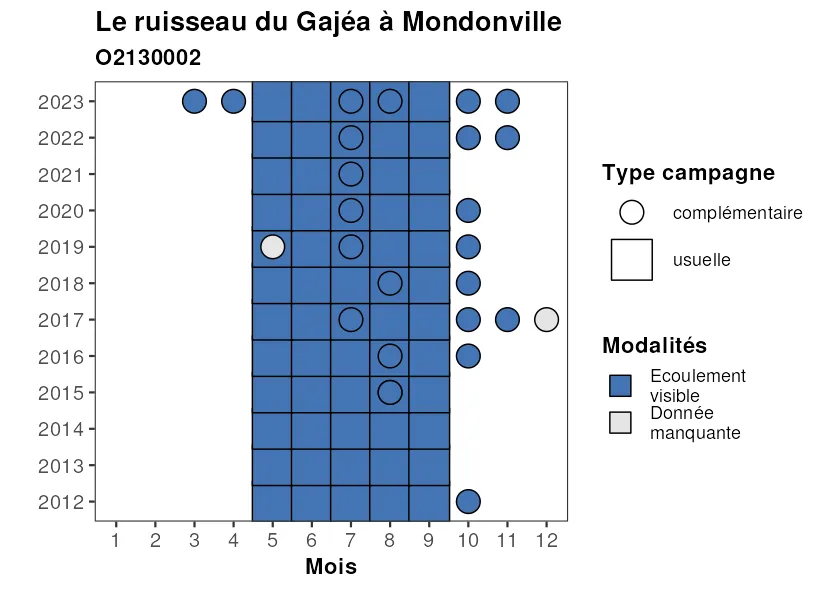 Le ruisseau du Gajéa à Mondonville
O2130002
2023
2022
2021
2020
2019
2018
2017
2016
2015
2014
2013
2012
1 2 3 4 5 6 7 8 9 10 11 12
Mois
Type campagne
complémentaire
usuelle
Modalités
Ecoulement
visible
Donnée
manquante